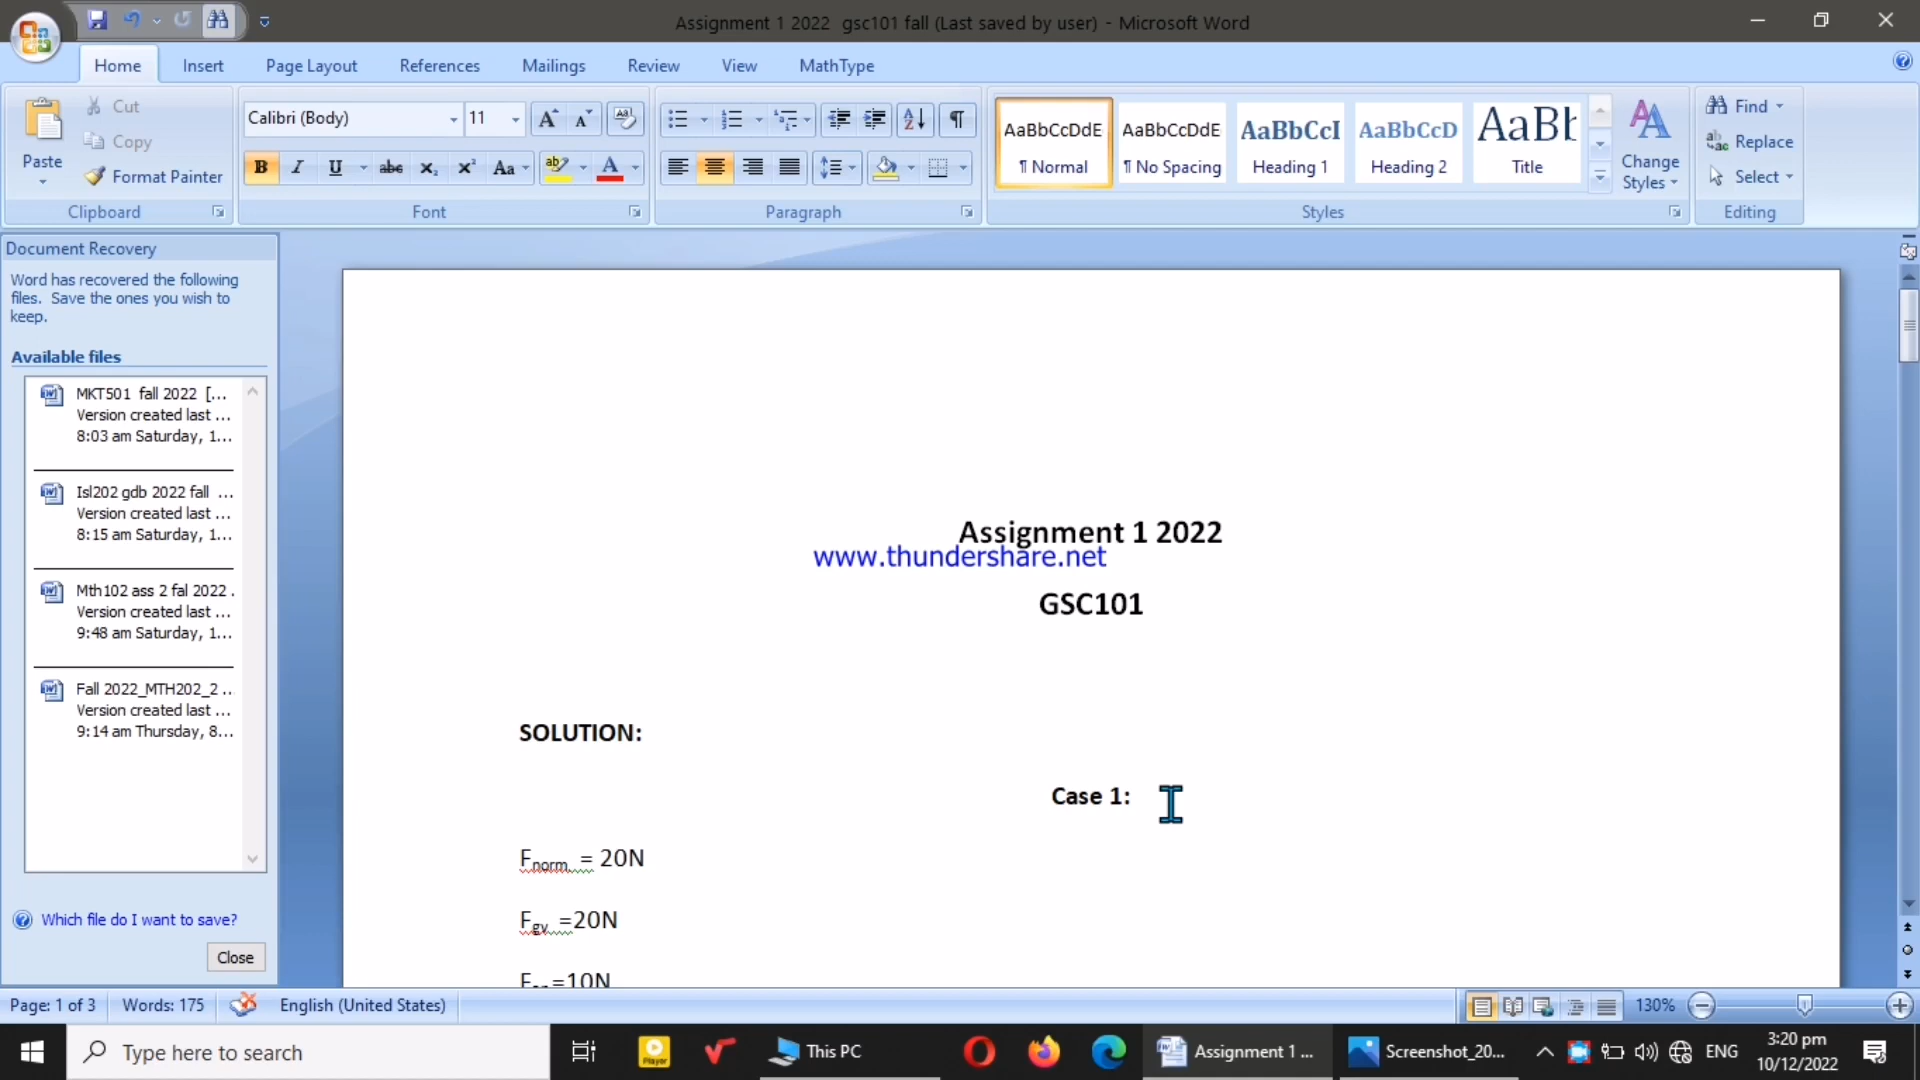 Assignment 1 2022 gsc101 fall (Last saved by user) - Microsoft Word
Home Insert Page Layout References Mailings Review View MathType
Paste
Cut
Copy
Format Painter
Clipboard
Calibri (Body) 11
B I U abc x₂ x² Aa ab A
Font
Paragraph
AaBbCcDdE AaBbCcDdE AaBbCcI AaBbCcD AaBb
¶ Normal ¶ No Spacing Heading 1 Heading 2 Title
Change
Styles
Styles
Find
Replace
Select
Editing
Document Recovery
Word has recovered the following
files. Save the ones you wish to
keep.
Available files
MKT501 fall 2022 [...
Version created last ...
8:03 am Saturday, 1...
Isl202 gdb 2022 fall ...
Version created last ...
8:15 am Saturday, 1...
Mth102 ass 2 fal 2022 .
Version created last ...
9:48 am Saturday, 1...
Fall 2022_MTH202_2 ...
Version created last ...
9:14 am Thursday, 8...
Which file do I want to save?
Close
Assignment 1 2022
www.thundershare.net
GSC101
SOLUTION:
Case 1:
Fnorm. = 20N
Fgv =20N
=10N
Page: 1 of 3 Words: 175 English (United States) 130%
Type here to search
Player
This PC
Assignment 1 ...
Screenshot_20...
ENG
3:20 pm
10/12/2022